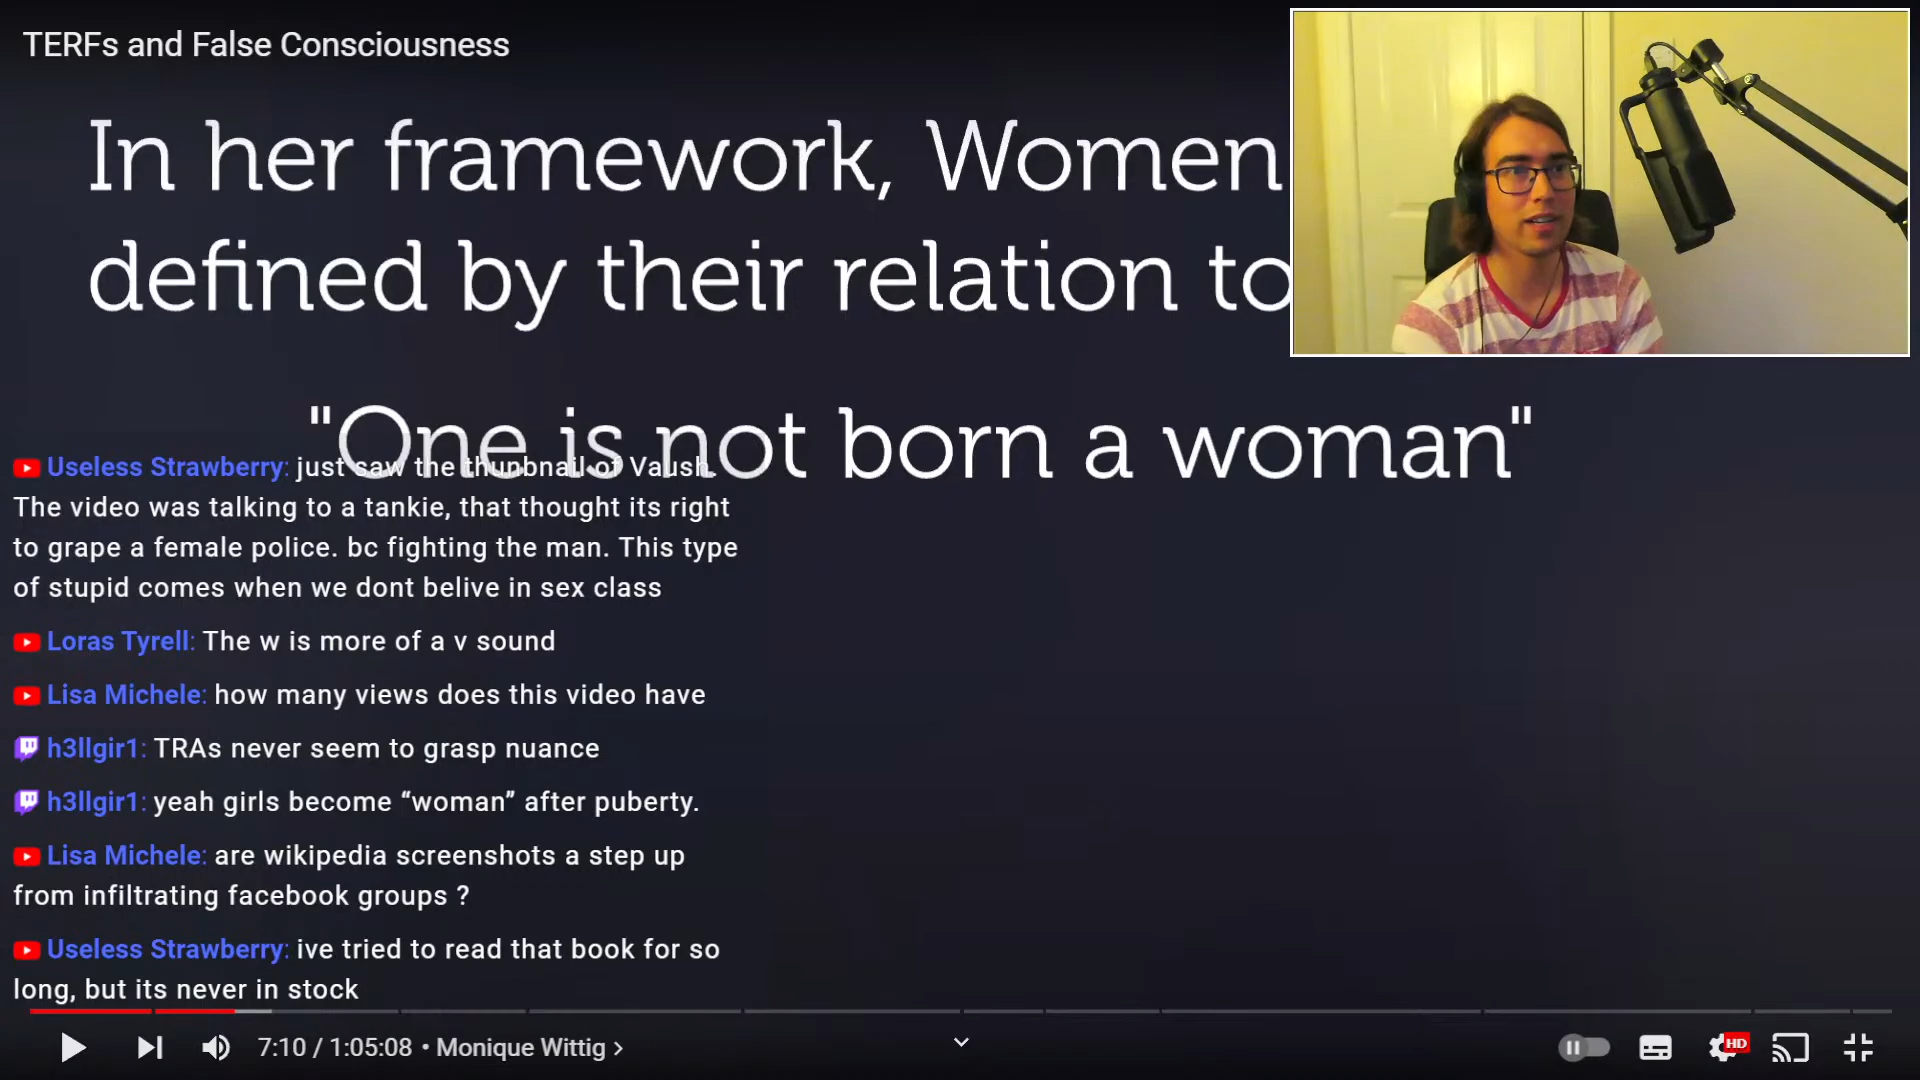 TERFs and False Consciousness
In her framework, Women
defined by their relation to
"One is not born a woman"
Useless Strawberry: just saw the thunbnail of Vaush.
The video was talking to a tankie, that thought its right
to grape a female police. bc fighting the man. This type
of stupid comes when we dont belive in sex class
Loras Tyrell: The w is more of a v sound
Lisa Michele: how many views does this video have
h3llgir1: TRAs never seem to grasp nuance
h3llgir1: yeah girls become “woman” after puberty.
Lisa Michele: are wikipedia screenshots a step up
from infiltrating facebook groups ?
Useless Strawberry: ive tried to read that book for so
long, but its never in stock
7:10 / 1:05:08 • Monique Wittig >
HD